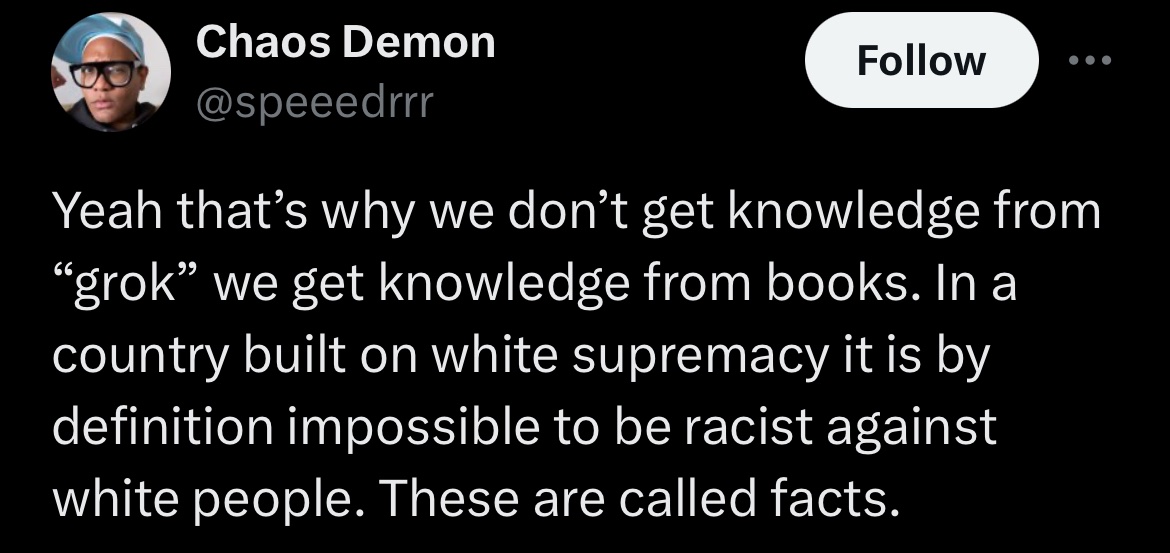 Chaos Demon
Follow
@speeedrrr
Yeah that’s why we don’t get knowledge from
“grok” we get knowledge from books. In a
country built on white supremacy it is by
definition impossible to be racist against
white people. These are called facts.